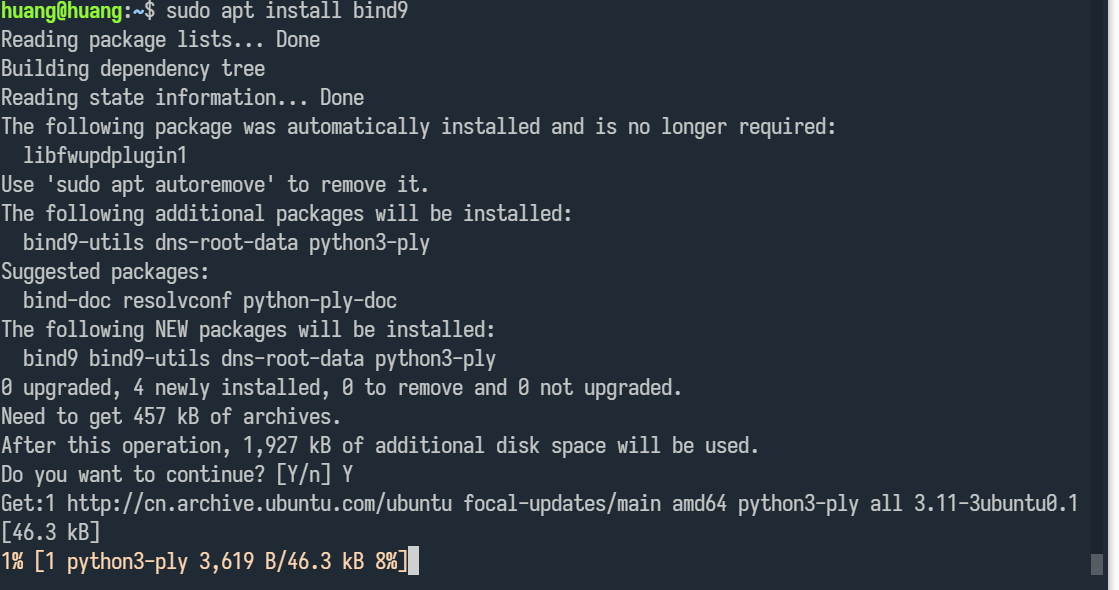 huang@huang:~$ sudo apt install bind9
Reading package lists... Done
Building dependency tree
Reading state information... Done
The following package was automatically installed and is no longer required:
  libfwupdplugin1
Use 'sudo apt autoremove' to remove it.
The following additional packages will be installed:
  bind9-utils dns-root-data python3-ply
Suggested packages:
  bind-doc resolvconf python-ply-doc
The following NEW packages will be installed:
  bind9 bind9-utils dns-root-data python3-ply
0 upgraded, 4 newly installed, 0 to remove and 0 not upgraded.
Need to get 457 kB of archives.
After this operation, 1,927 kB of additional disk space will be used.
Do you want to continue? [Y/n] Y
Get:1 http://cn.archive.ubuntu.com/ubuntu focal-updates/main amd64 python3-ply all 3.11-3ubuntu0.1
[46.3 kB]
1% [1 python3-ply 3,619 B/46.3 kB 8%]